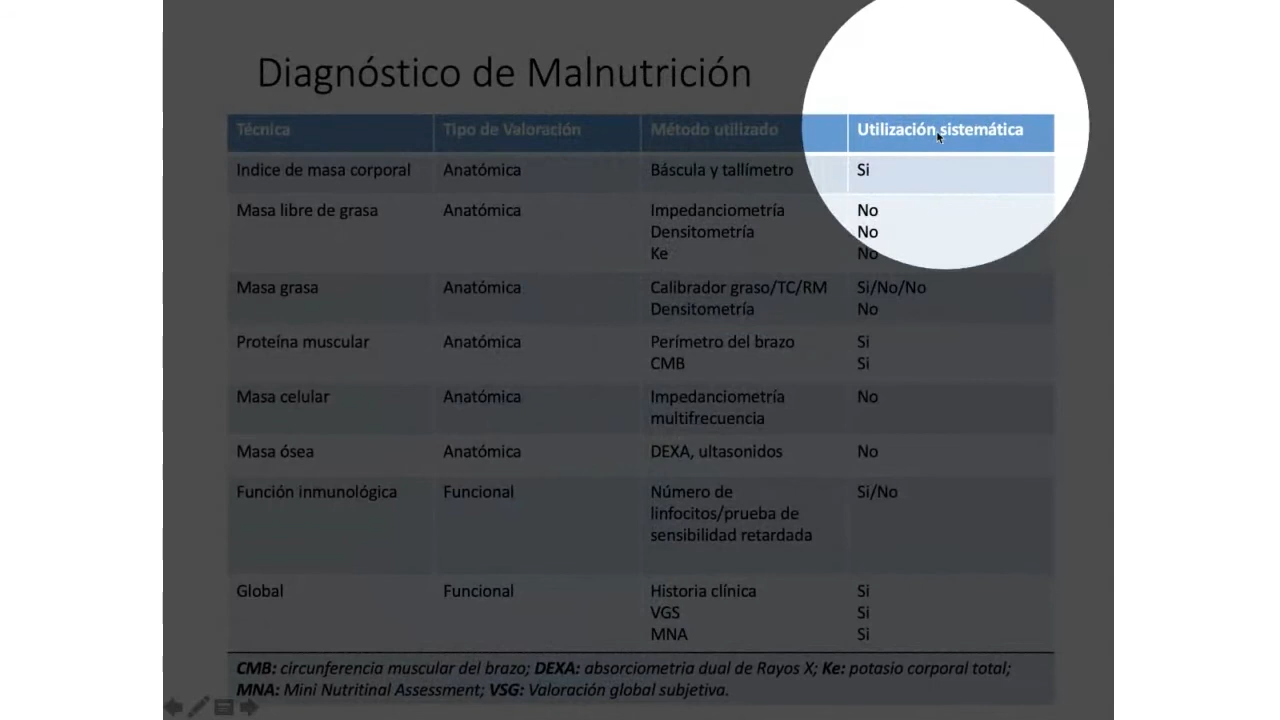 Diagnóstico de Malnutrición
Técnica Tipo de Valoración Método utilizado Utilización sistemática
Indice de masa corporal Anatómica Báscula y tallímetro Si
Masa libre de grasa Anatómica Impedanciometría No
Densitometría No
Ke No
Masa grasa Anatómica Calibrador graso/TC/RM Si/No/No
Densitometría No
Proteína muscular Anatómica Perímetro del brazo Si
CMB Si
Masa celular Anatómica Impedanciometría No
multifrecuencia
Masa ósea Anatómica DEXA, ultasonidos No
Función inmunológica Funcional Número de Si/No
linfocitos/prueba de
sensibilidad retardada
Global Funcional Historia clínica Si
VGS Si
MNA Si
CMB: circunferencia muscular del brazo; DEXA: absorciometria dual de Rayos X; Ke: potasio corporal total;
MNA: Mini Nutritinal Assessment; VSG: Valoración global subjetiva.